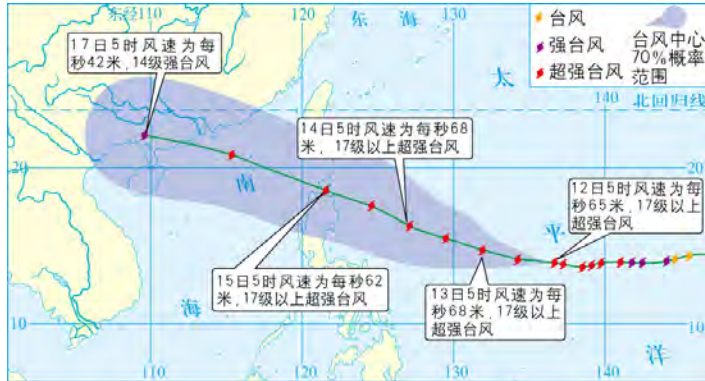 东经110
120
东 海
130
台风
强台风
超强台风
台风中心
70%概率
范围
17日5时风速为每
秒42米,14级强台风
太
140
北回归线
14日5时风速为每秒68
米，17级以上超强台风
20
20
南
12日5时风速为每
秒65米,17级以上
超强台风
平
15日5时风速为每秒62
米，17级以上超强台风
13日5时风速为每
秒68米，17级以上
超强台风
海
10
10
洋
110
120
130
140